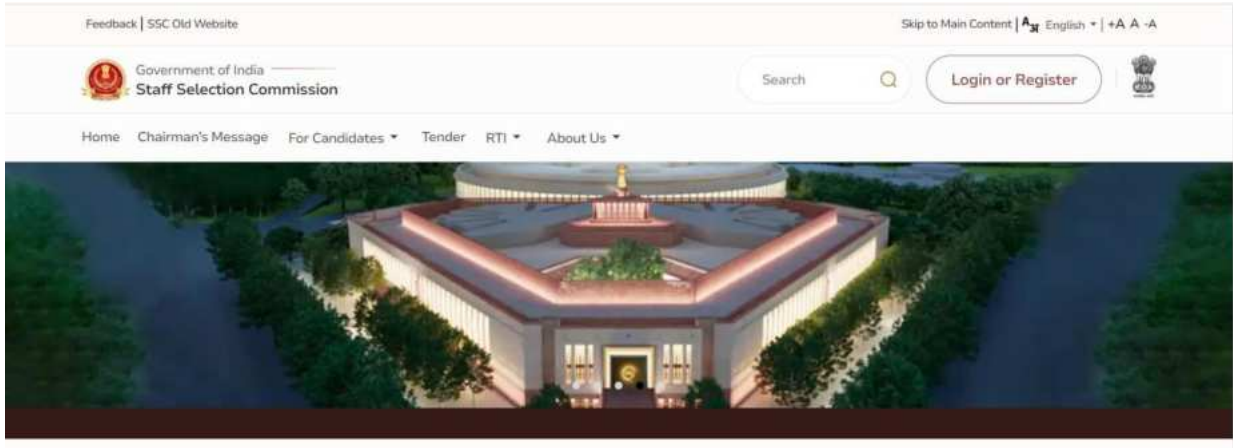 Feedback | SSC Old Website
Skip to Main Content | Aअ English | +A A -A
Government of India
Staff Selection Commission
Search
Login or Register
Home Chairman's Message For Candidates Tender RTI About Us